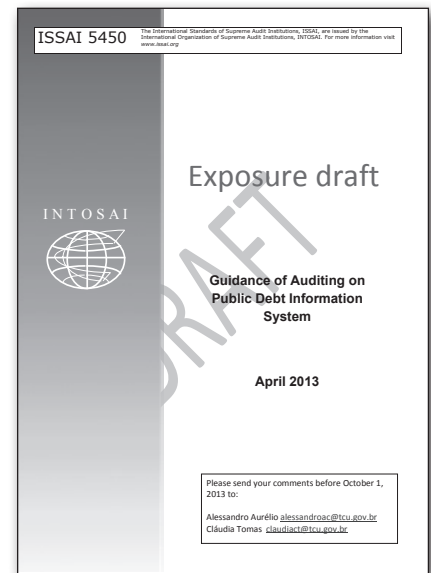 ISSAI 5450
The International Standards of Supreme Audit Institutions, ISSAI, are issued by the
International Organization of Supreme Audit Institutions, INTOSAI. For more information visit
www.issai.org
Exposure draft
INTOSAI
DRAFT
Guidance of Auditing on
Public Debt Information
System
April 2013
Please send your comments before October 1,
2013 to:
Alessandro Aurélio alessandroac@tcu.gov.br
Cláudia Tomas claudiact@tcu.gov.br